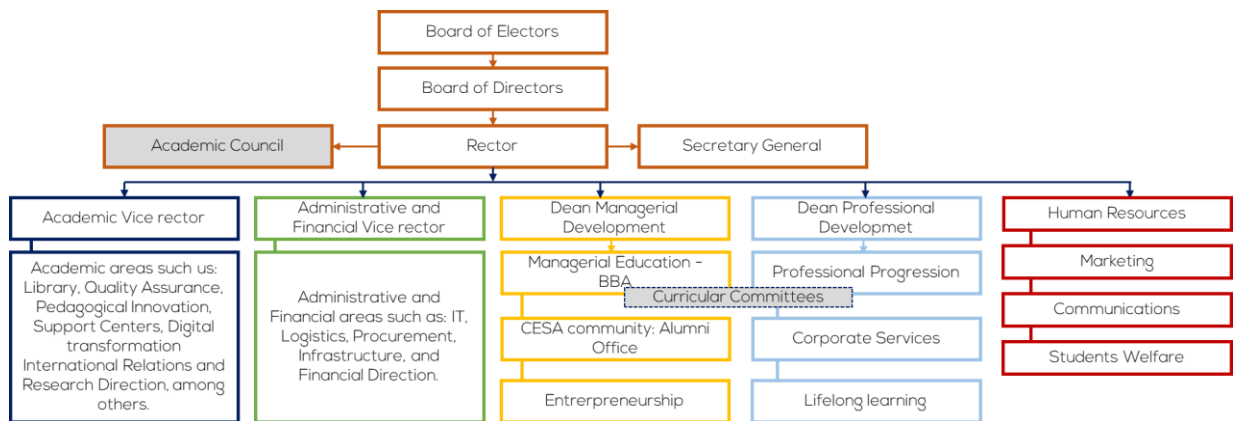 Board of Electors
Board of Directors
Academic Council
Rector
Secretary General
Academic Vice rector
Administrative and
Financial Vice rector
Dean Managerial
Development
Dean Professional
Developmet
Human Resources
Academic areas such us:
Library, Quality Assurance,
Pedagogical Innovation,
Support Centers, Digital
transformation
International Relations and
Research Direction, among
others.
Administrative and
Financial areas such as: IT,
Logistics, Procurement,
Infrastructure, and
Financial Direction.
Managerial Education -
BBA
CESA community: Alumni
Office
Entrerpreneurship
Curricular Committees
Professional Progression
Corporate Services
Lifelong learning
Marketing
Communications
Students Welfare